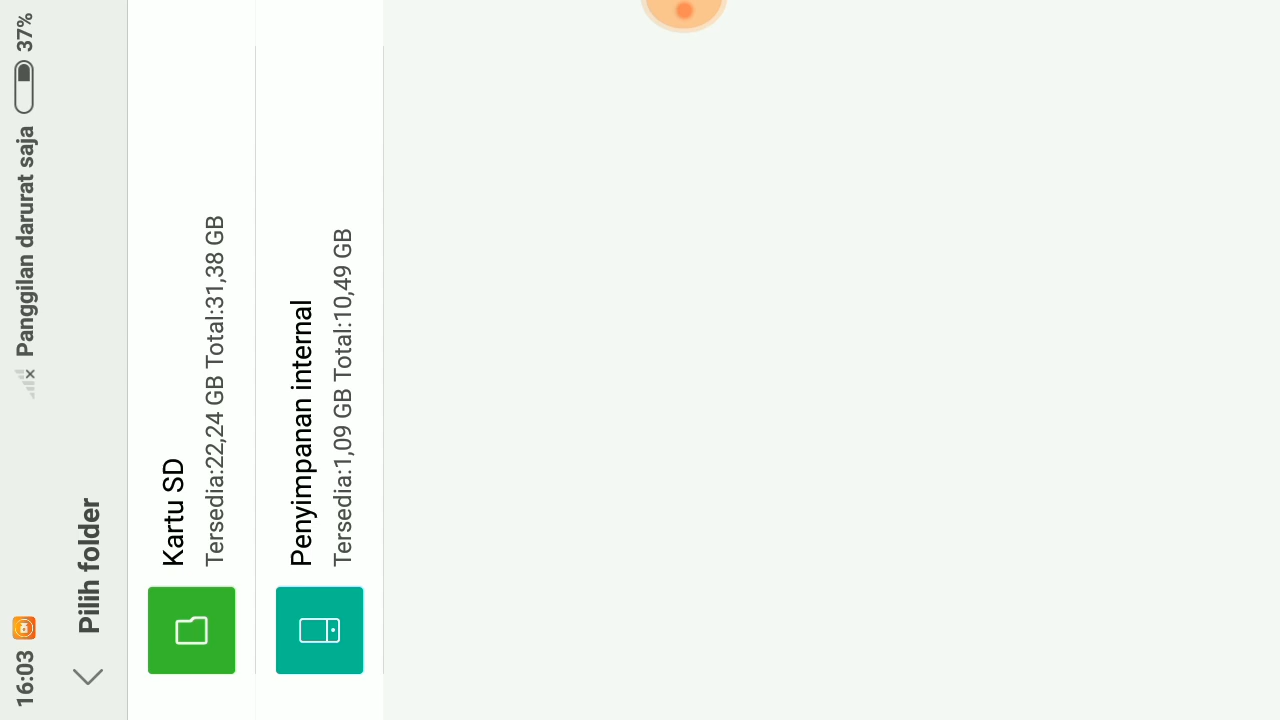 16:03
Panggilan darurat saja 37%
Pilih folder
Kartu SD
Tersedia:22,24 GB Total:31,38 GB
Penyimpanan internal
Tersedia:1,09 GB Total:10,49 GB